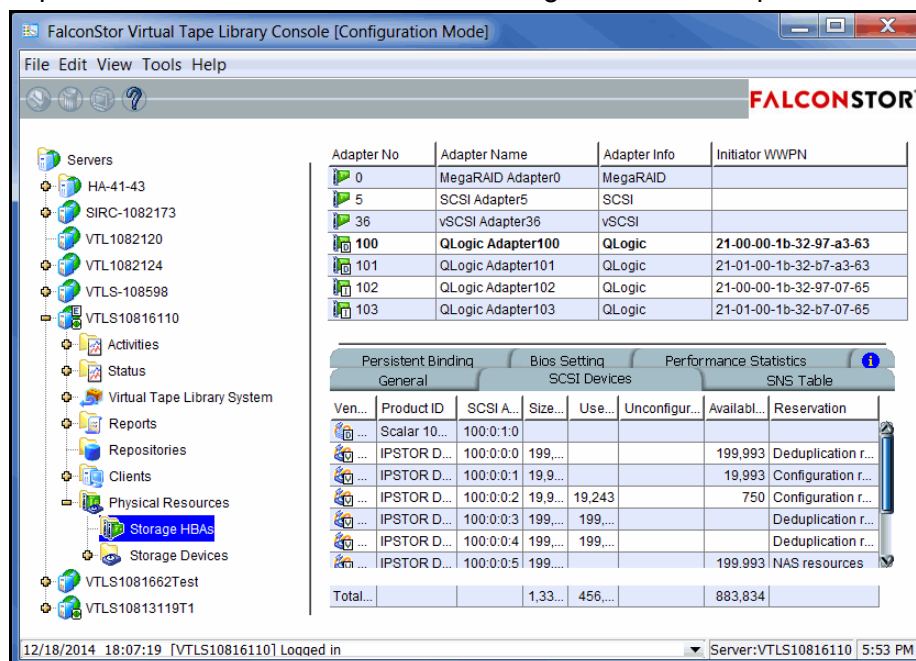 FalconStor Virtual Tape Library Console [Configuration Mode]
File Edit View Tools Help
FALCONSTOR
Servers
HA-41-43
SIRC-1082173
VTL1082120
VTL1082124
VTLS-108598
VTLS10816110
Activities
Status
Virtual Tape Library System
Reports
Repositories
Clients
Physical Resources
Storage HBAs
Storage Devices
VTLS1081662Test
VTLS10813119T1
Adapter No Adapter Name Adapter Info Initiator WWPN
0 MegaRAID Adapter0 MegaRAID
5 SCSI Adapter5 SCSI
36 vSCSI Adapter36 vSCSI
100 QLogic Adapter100 QLogic 21-00-00-1b-32-97-a3-63
101 QLogic Adapter101 QLogic 21-01-00-1b-32-b7-a3-63
102 QLogic Adapter102 QLogic 21-00-00-1b-32-97-07-65
103 QLogic Adapter103 QLogic 21-01-00-1b-32-b7-07-65
Persistent Binding Bios Setting Performance Statistics
General SCSI Devices SNS Table
Ven... Product ID SCSI A... Size... Use... Unconfigur... Availabl... Reservation
... Scalar 10... 100:0:1:0
... IPSTOR D... 100:0:0:0 199,... 199,993 Deduplication r...
... IPSTOR D... 100:0:0:1 19,9... 19,993 Configuration r...
... IPSTOR D... 100:0:0:2 19,9... 19,243 750 Configuration r...
... IPSTOR D... 100:0:0:3 199,... 199,... Deduplication r...
... IPSTOR D... 100:0:0:4 199,... 199,... Deduplication r...
... IPSTOR D... 100:0:0:5 199,... 199,993 NAS resources
Total... 1,33... 456,... 883,834
12/18/2014 18:07:19 [VTLS10816110] Logged in Server:VTLS10816110 5:53 PM